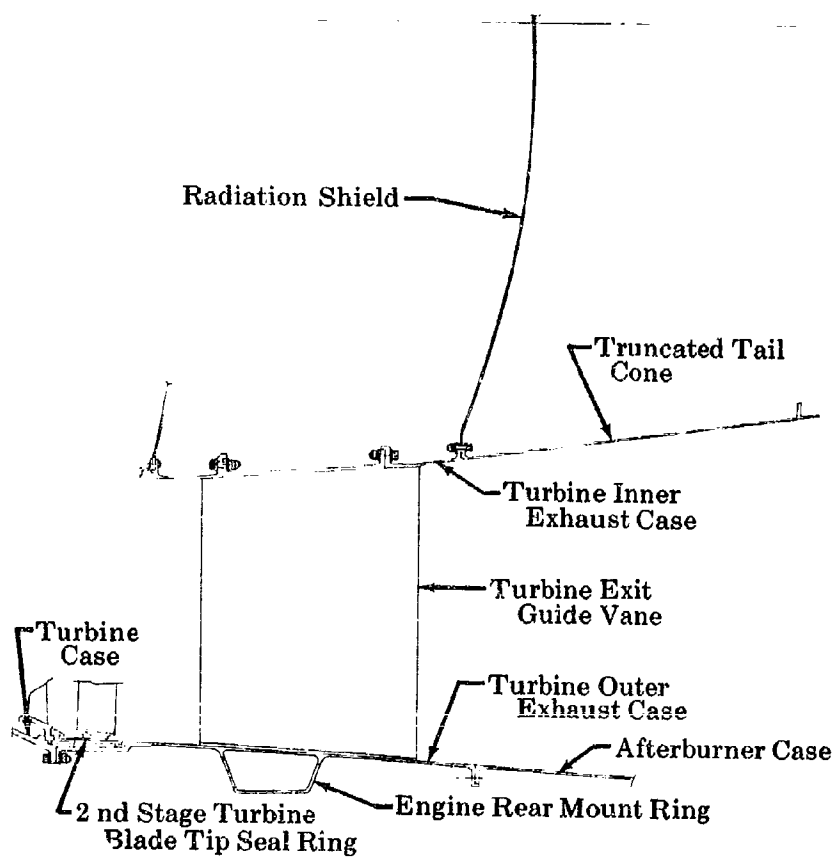 Radiation Shield
Truncated Tail
Cone
Turbine Inner
Exhaust Case
Turbine Exit
Guide Vane
Turbine
Case
Turbine Outer
Exhaust Case
Afterburner Case
Engine Rear Mount Ring
2 nd Stage Turbine
Blade Tip Seal Ring